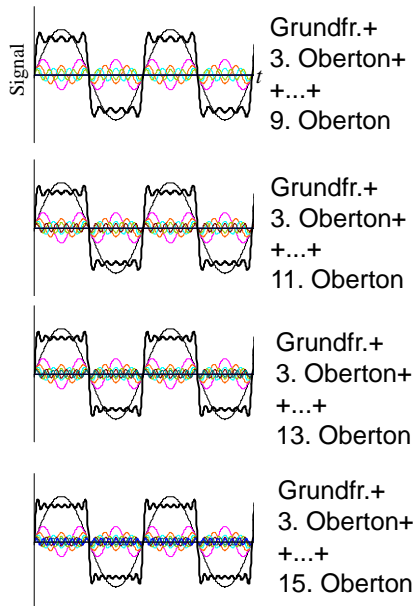 Signal
t
Grundfr.+
3. Oberton+
+...+
9. Oberton
Grundfr.+
3. Oberton+
+...+
11. Oberton
Grundfr.+
3. Oberton+
+...+
13. Oberton
Grundfr.+
3. Oberton+
+...+
15. Oberton